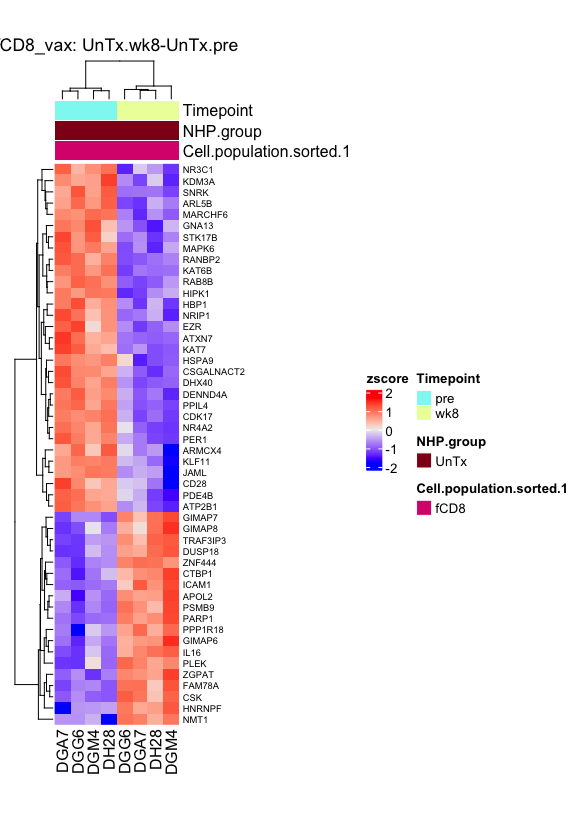 CD8_vax: UnTx.wk8-UnTx.pre
Timepoint
NHP.group
Cell.population.sorted.1
NR3C1
KDM3A
SNRK
ARL5B
MARCHF6
GNA13
STK17B
MAPK6
RANBP2
KAT6B
RAB8B
HIPK1
HBP1
NRIP1
EZR
ATXN7
KAT7
HSPA9
CSGALNACT2
DHX40
DENND4A
PPIL4
CDK17
NR4A2
PER1
ARMCX4
KLF11
JAML
CD28
PDE4B
ATP2B1
GIMAP7
GIMAP8
TRAF3IP3
DUSP18
ZNF444
CTBP1
ICAM1
APOL2
PSMB9
PARP1
PPP1R18
GIMAP6
IL16
PLEK
ZGPAT
FAM78A
CSK
HNRNPF
NMT1
DGA7
DGG6
DGM4
DH28
DGG6
DGA7
DH28
DGM4
zscore
2
1
0
-1
-2
Timepoint
pre
wk8
NHP.group
UnTx
Cell.population.sorted.1
fCD8